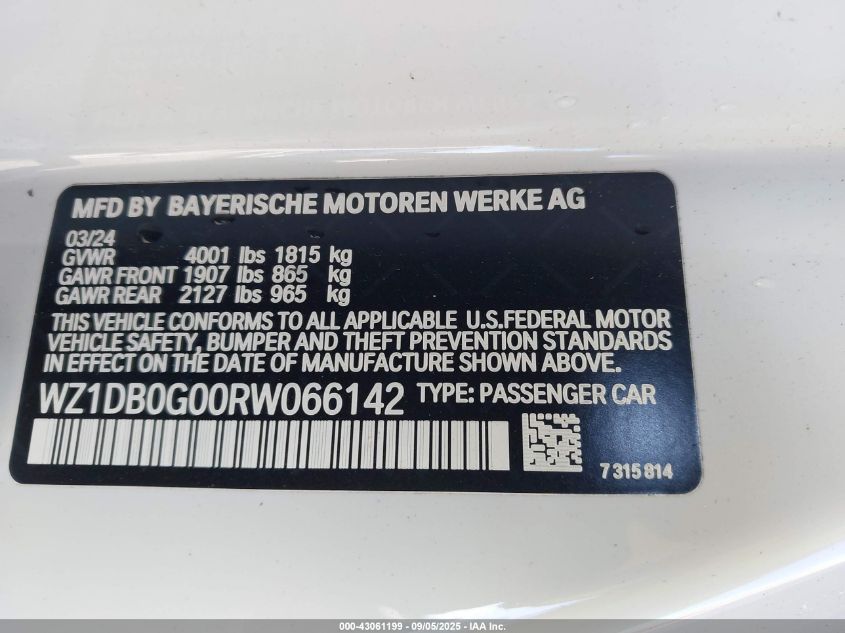 MFD BY BAYERISCHE MOTOREN WERKE AG
03/24
GVWR 4001 lbs 1815 kg
GAWR FRONT 1907 lbs 865 kg
GAWR REAR 2127 lbs 965 kg
THIS VEHICLE CONFORMS TO ALL APPLICABLE U.S.FEDERAL MOTOR
VEHICLE SAFETY, BUMPER AND THEFT PREVENTION STANDARDS
IN EFFECT ON THE DATE OF MANUFACTURE SHOWN ABOVE.
WZ1DB0G00RW066142 TYPE: PASSENGER CAR
7315814
000-43061199 - 09/05/2025 - IAA Inc.